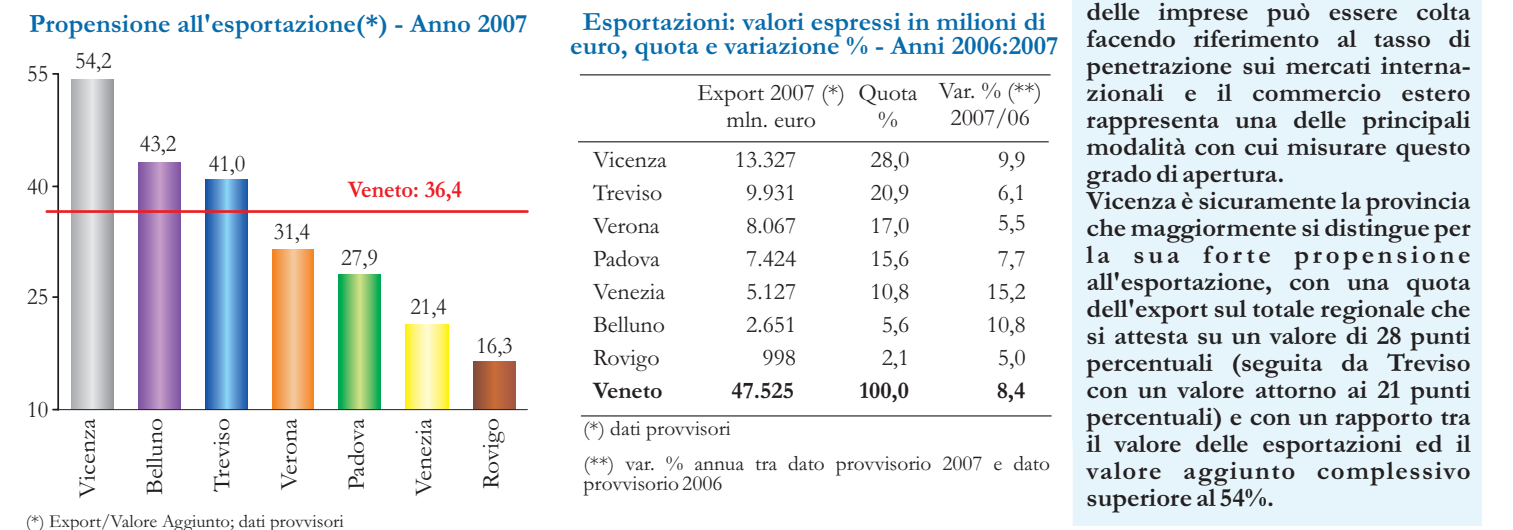 Propensione all'esportazione(*) - Anno 2007
55
40
25
10
54,2
43,2
41,0
31,4
27,9
21,4
16,3
Veneto: 36,4
Vicenza
Belluno
Treviso
Verona
Padova
Venezia
Rovigo
(*) Export/Valore Aggiunto; dati provvisori
Esportazioni: valori espressi in milioni di
euro, quota e variazione % - Anni 2006:2007
Export 2007 (*) Quota Var. % (**)
mln. euro % 2007/06
Vicenza 13.327 28,0 9,9
Treviso 9.931 20,9 6,1
Verona 8.067 17,0 5,5
Padova 7.424 15,6 7,7
Venezia 5.127 10,8 15,2
Belluno 2.651 5,6 10,8
Rovigo 998 2,1 5,0
Veneto 47.525 100,0 8,4
(*) dati provvisori
(**) var. % annua tra dato provvisorio 2007 e dato
provvisorio 2006
delle imprese può essere colta
facendo riferimento al tasso di
penetrazione sui mercati interna-
zionali e il commercio estero
rappresenta una delle principali
modalità con cui misurare questo
grado di apertura.
Vicenza è sicuramente la provincia
che maggiormente si distingue per
la sua forte propensione
all'esportazione, con una quota
dell'export sul totale regionale che
si attesta su un valore di 28 punti
percentuali (seguita da Treviso
con un valore attorno ai 21 punti
percentuali) e con un rapporto tra
il valore delle esportazioni ed il
valore aggiunto complessivo
superiore al 54%.